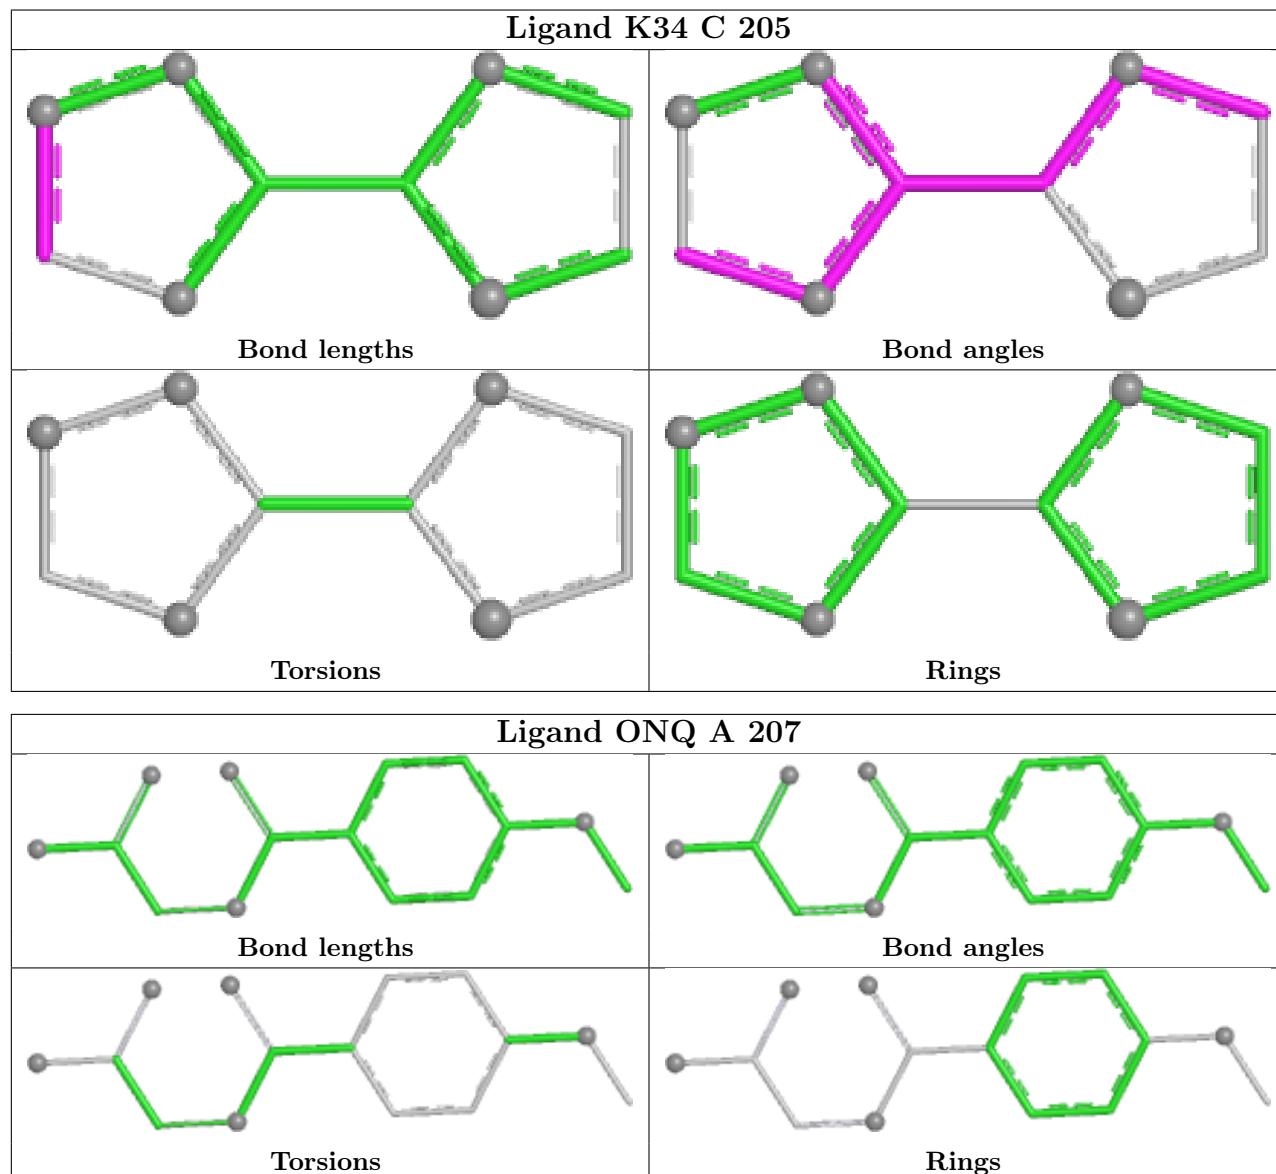 Ligand K34 C 205
Bond lengths
Bond angles
Torsions
Rings
Ligand ONQ A 207
Bond lengths
Bond angles
Torsions
Rings